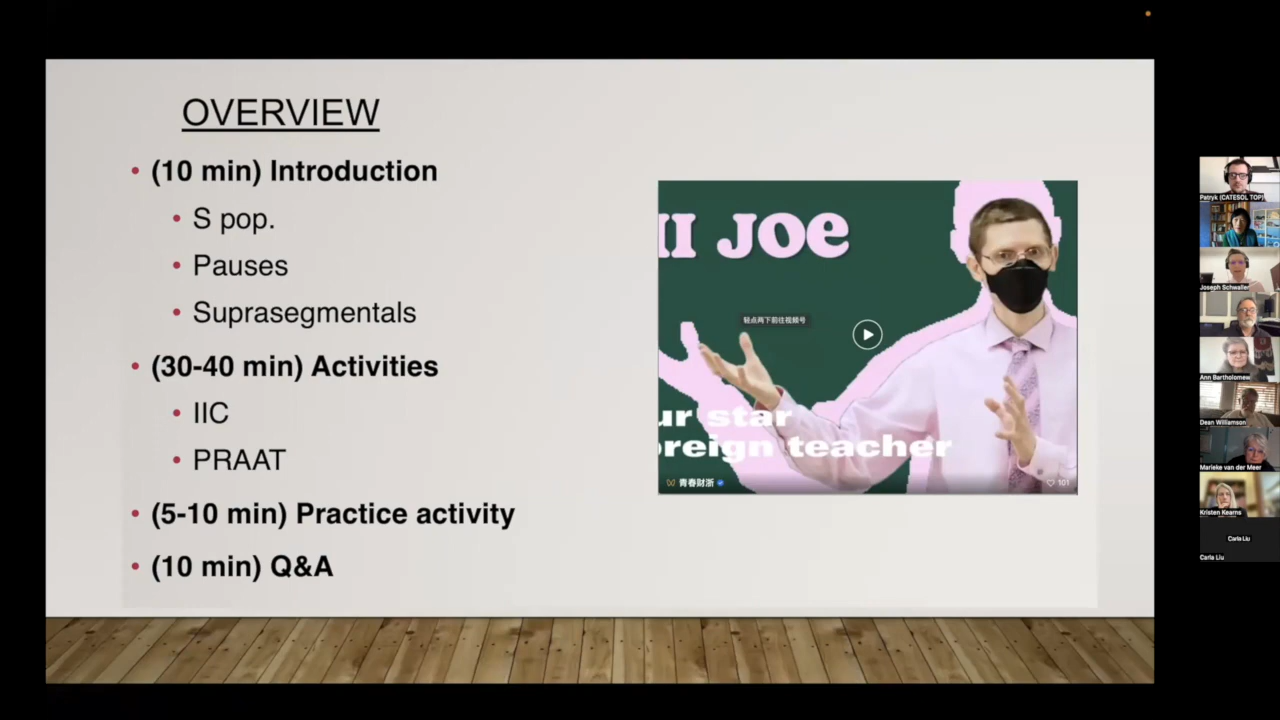 OVERVIEW
(10 min) Introduction
S pop.
Pauses
Suprasegmentals
(30-40 min) Activities
IIC
PRAAT
(5-10 min) Practice activity
(10 min) Q&A
II JOE
轻点两下前往视频号
ur star
oreign teacher
青春财浙
101
Patryk (CATESOL TOP)
Joseph Schwaller
Ann Bartholomew
Dean Williamson
Marieke van der Meer
Kristen Kearns
Carla Liu
Carla Liu